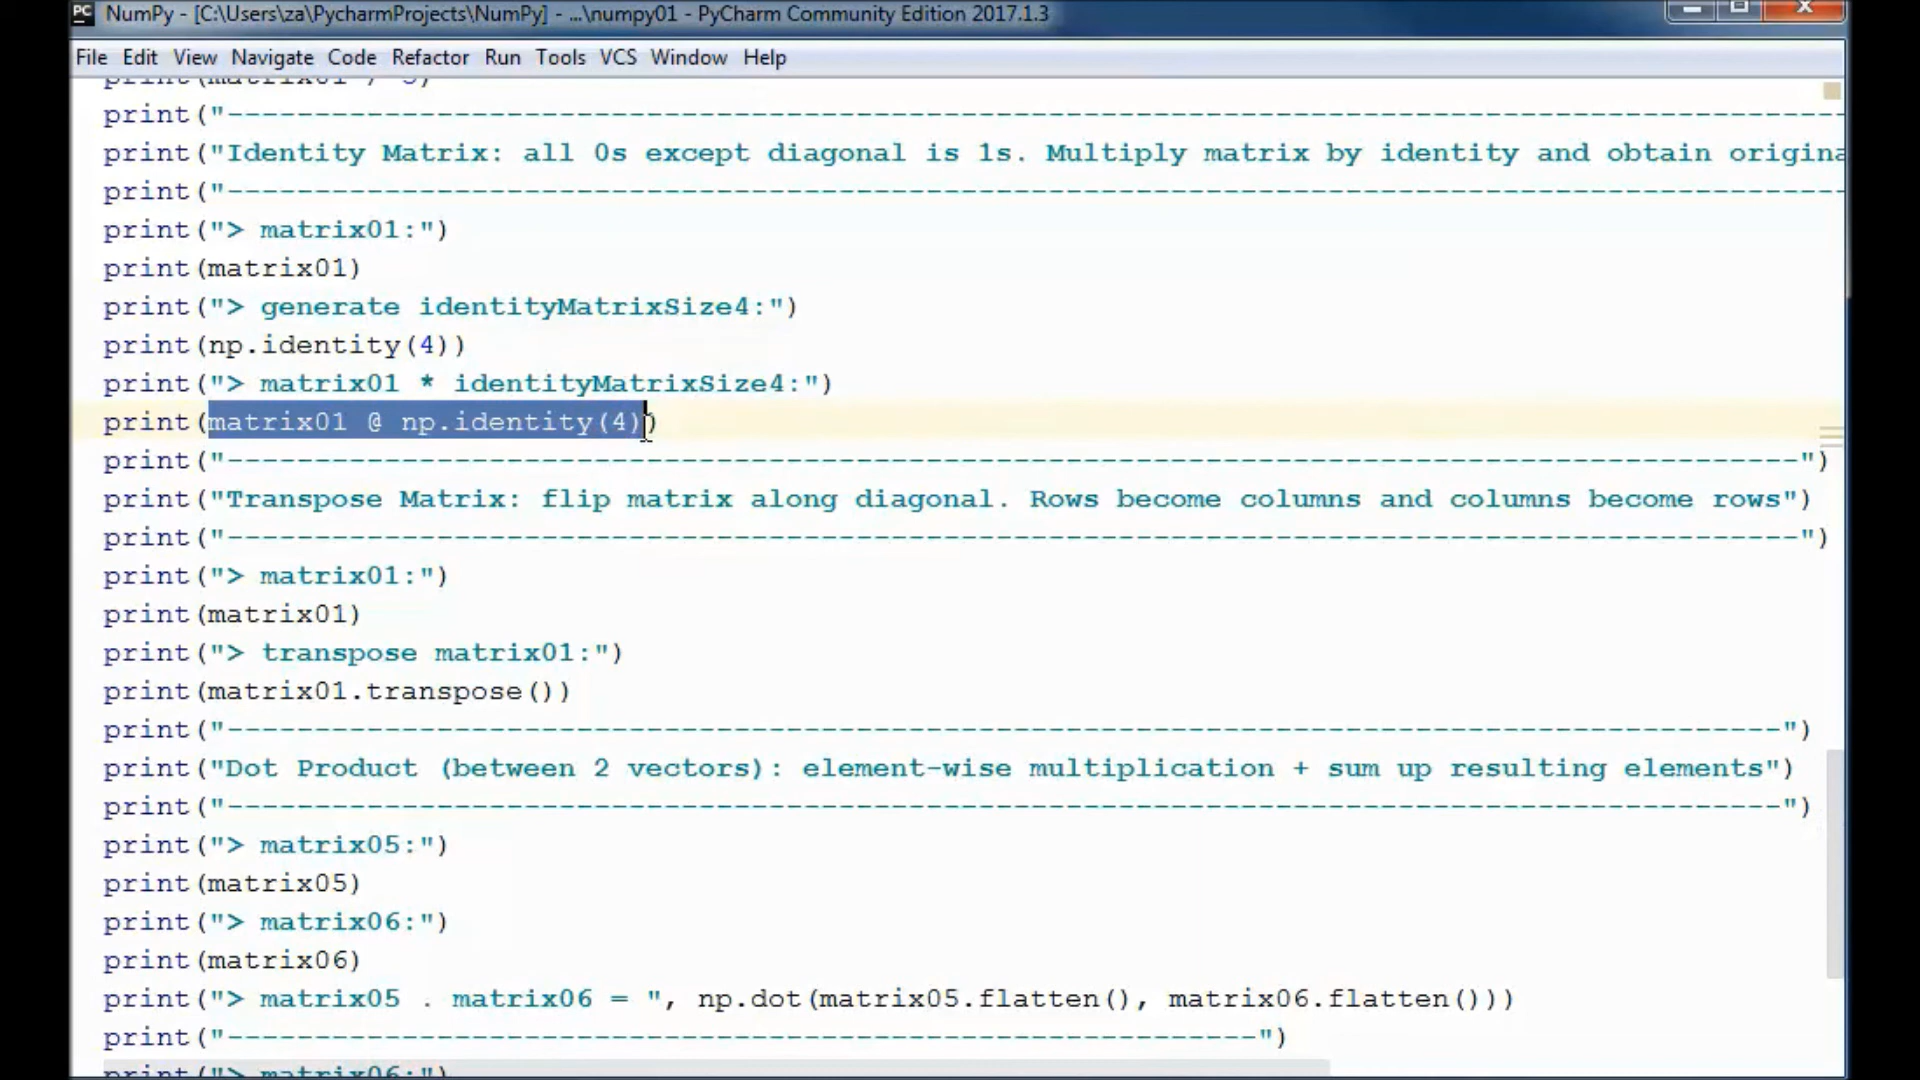 PC NumPy - [C:\Users\za\PycharmProjects\NumPy] - ...\numpy01 - PyCharm Community Edition 2017.1.3
File Edit View Navigate Code Refactor Run Tools VCS Window Help
print(matrix01 / 3)
print("--------------------------------------------------------------------------------------------
print("Identity Matrix: all 0s except diagonal is 1s. Multiply matrix by identity and obtain origina
print("--------------------------------------------------------------------------------------------
print("> matrix01:")
print(matrix01)
print("> generate identityMatrixSize4:")
print(np.identity(4))
print("> matrix01 * identityMatrixSize4:")
print(matrix01 @ np.identity(4))
print("------------------------------------------------------------------------------------------")
print("Transpose Matrix: flip matrix along diagonal. Rows become columns and columns become rows")
print("------------------------------------------------------------------------------------------")
print("> matrix01:")
print(matrix01)
print("> transpose matrix01:")
print(matrix01.transpose())
print("-----------------------------------------------------------------------------------------")
print("Dot Product (between 2 vectors): element-wise multiplication + sum up resulting elements")
print("-----------------------------------------------------------------------------------------")
print("> matrix05:")
print(matrix05)
print("> matrix06:")
print(matrix06)
print("> matrix05 . matrix06 = ", np.dot(matrix05.flatten(), matrix06.flatten()))
print("-----------------------------------------------------------")
print("> matrix06:")